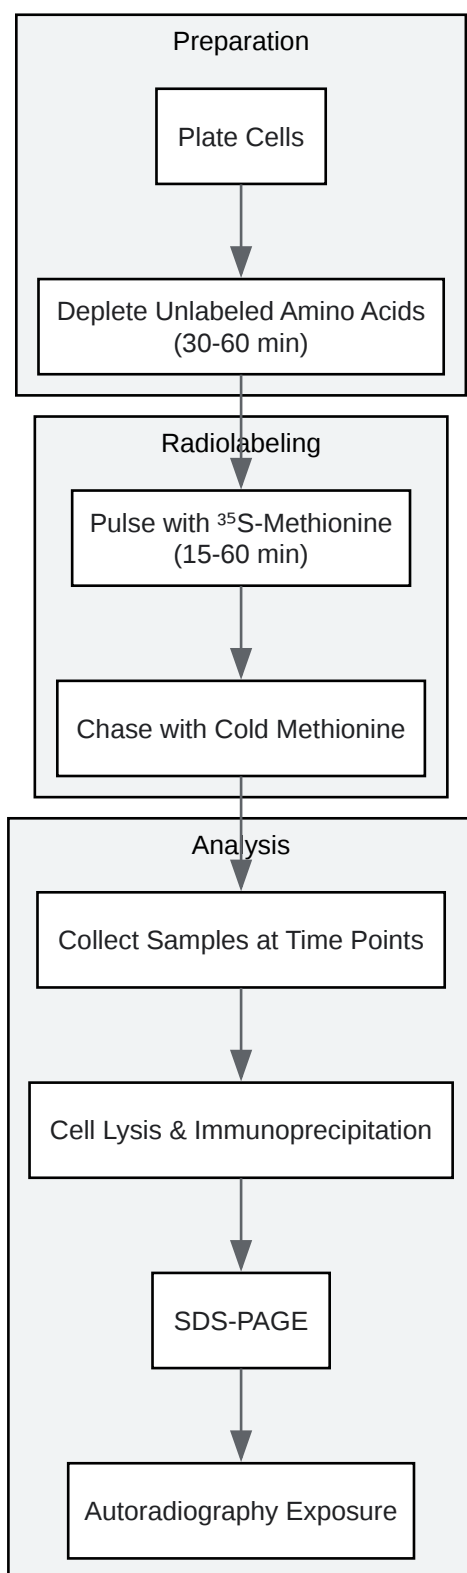 Preparation
Plate Cells
Deplete Unlabeled Amino Acids
(30-60 min)
Radiolabeling
Pulse with ³⁵S-Methionine
(15-60 min)
Chase with Cold Methionine
Analysis
Collect Samples at Time Points
Cell Lysis & Immunoprecipitation
SDS-PAGE
Autoradiography Exposure